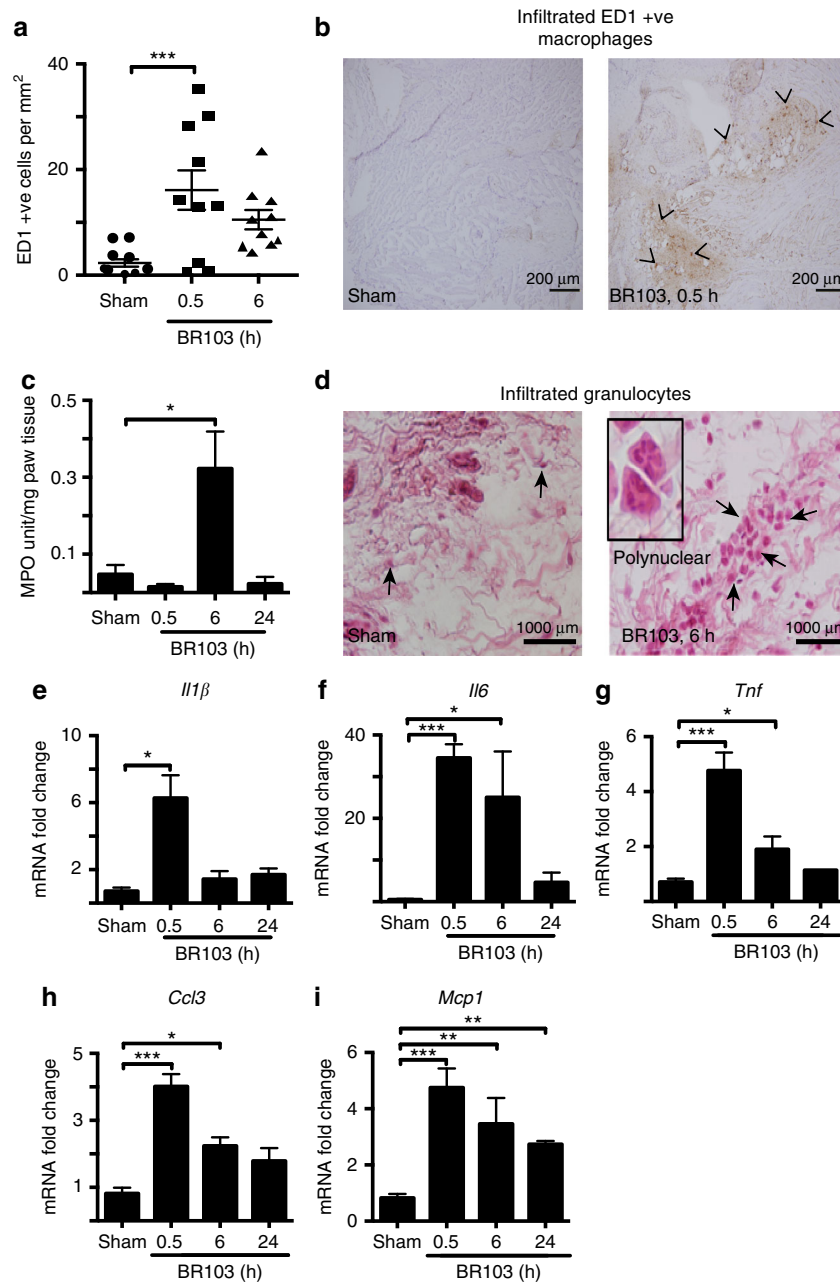 a
ED1 +ve cells per mm²
40
20
0
***
Sham
0.5
6
BR103 (h)
b
Infiltrated ED1 +ve
macrophages
Sham
200 μm
BR103, 0.5 h
200 μm
c
MPO unit/mg paw tissue
0.5
0.3
0.1
*
Sham
0.5
6
24
BR103 (h)
d
Infiltrated granulocytes
Sham
1000 μm
Polynuclear
BR103, 6 h
1000 μm
e
Il1β
mRNA fold change
10
6
2
*
Sham
0.5
6
24
BR103 (h)
f
Il6
mRNA fold change
40
20
*
***
Sham
0.5
6
24
BR103 (h)
g
Tnf
mRNA fold change
6
4
2
*
***
Sham
0.5
6
24
BR103 (h)
h
Ccl3
mRNA fold change
5
3
1
*
***
Sham
0.5
6
24
BR103 (h)
i
Mcp1
mRNA fold change
6
4
2
0
**
**
***
Sham
0.5
6
24
BR103 (h)